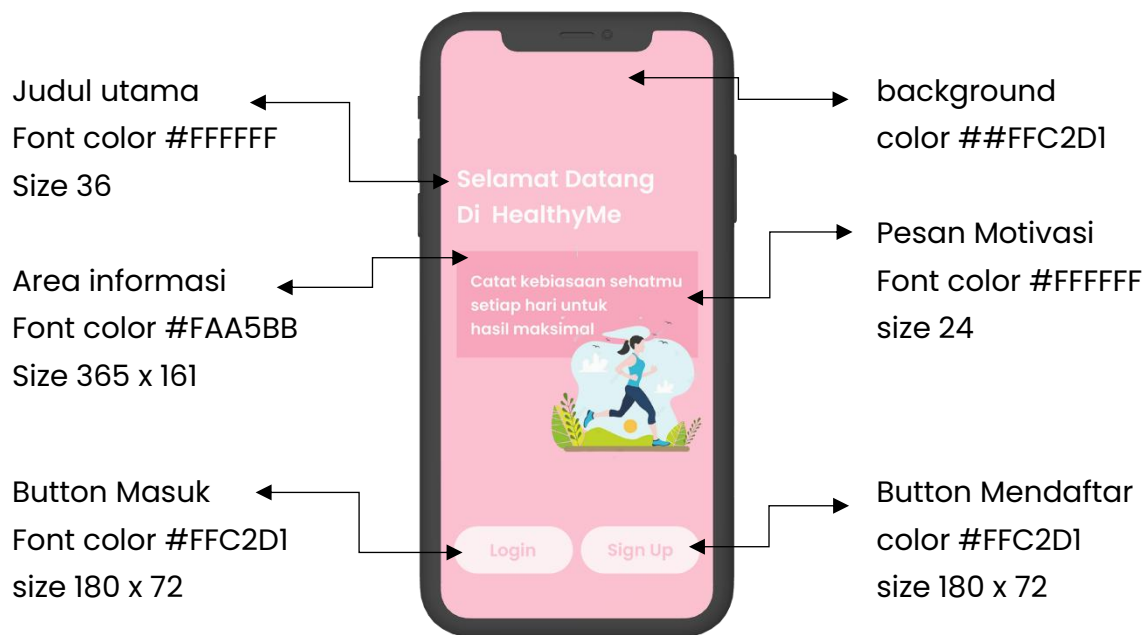 Judul utama
Font color #FFFFFF
Size 36
Area informasi
Font color #FAA5BB
Size 365 x 161
Button Masuk
Font color #FFC2D1
size 180 x 72
Selamat Datang
Di HealthyMe
Catat kebiasaan sehatmu
setiap hari untuk
hasil maksimal
Login
Sign Up
background
color ##FFC2D1
Pesan Motivasi
Font color #FFFFFF
size 24
Button Mendaftar
color #FFC2D1
size 180 x 72